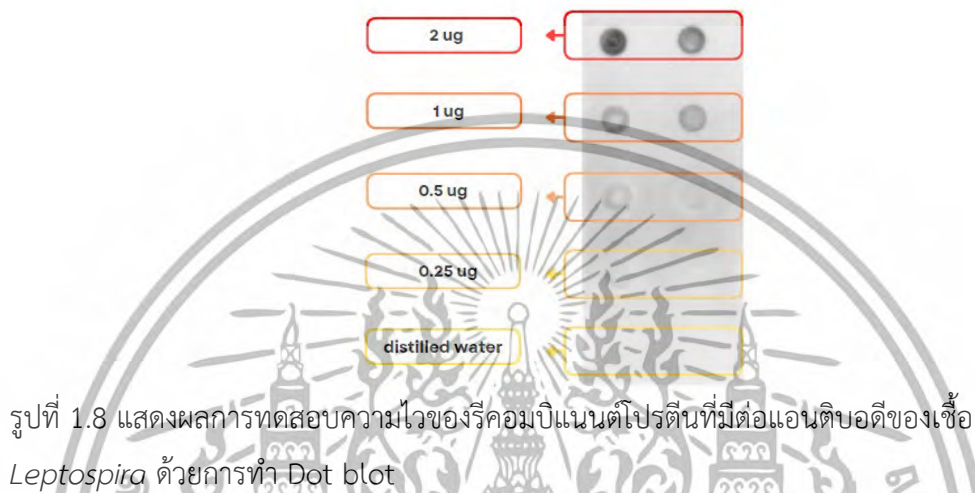 2 ug
1 ug
0.5 ug
0.25 ug
distilled water
รูปที่ 1.8 แสดงผลการทดสอบความไวของรีคอมบิแนนต์โปรตีนที่มีต่อแอนติบอดีของเชื้อ
Leptospira ด้วยการทำ Dot blot